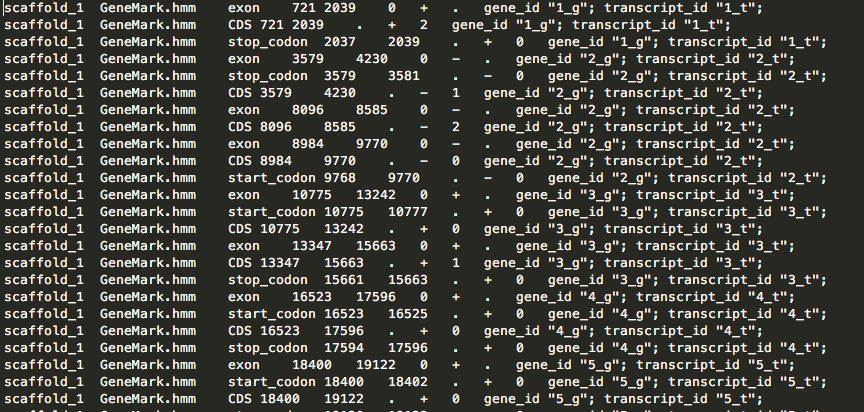 scaffold_1 GeneMark.hmm exon 721 2039 0 + . gene_id "1_g"; transcript_id "1_t";
scaffold_1 GeneMark.hmm CDS 721 2039 . + 2 gene_id "1_g"; transcript_id "1_t";
scaffold_1 GeneMark.hmm stop_codon 2037 2039 . + 0 gene_id "1_g"; transcript_id "1_t";
scaffold_1 GeneMark.hmm exon 3579 4230 0 - . gene_id "2_g"; transcript_id "2_t";
scaffold_1 GeneMark.hmm stop_codon 3579 3581 . - 0 gene_id "2_g"; transcript_id "2_t";
scaffold_1 GeneMark.hmm CDS 3579 4230 . - 1 gene_id "2_g"; transcript_id "2_t";
scaffold_1 GeneMark.hmm exon 8096 8585 0 - . gene_id "2_g"; transcript_id "2_t";
scaffold_1 GeneMark.hmm CDS 8096 8585 . - 2 gene_id "2_g"; transcript_id "2_t";
scaffold_1 GeneMark.hmm exon 8984 9770 0 - . gene_id "2_g"; transcript_id "2_t";
scaffold_1 GeneMark.hmm CDS 8984 9770 . - 0 gene_id "2_g"; transcript_id "2_t";
scaffold_1 GeneMark.hmm start_codon 9768 9770 . - 0 gene_id "2_g"; transcript_id "2_t";
scaffold_1 GeneMark.hmm exon 10775 13242 0 + . gene_id "3_g"; transcript_id "3_t";
scaffold_1 GeneMark.hmm start_codon 10775 10777 . + 0 gene_id "3_g"; transcript_id "3_t";
scaffold_1 GeneMark.hmm CDS 10775 13242 . + 0 gene_id "3_g"; transcript_id "3_t";
scaffold_1 GeneMark.hmm exon 13347 15663 0 + . gene_id "3_g"; transcript_id "3_t";
scaffold_1 GeneMark.hmm CDS 13347 15663 . + 1 gene_id "3_g"; transcript_id "3_t";
scaffold_1 GeneMark.hmm stop_codon 15661 15663 . + 0 gene_id "3_g"; transcript_id "3_t";
scaffold_1 GeneMark.hmm exon 16523 17596 0 + . gene_id "4_g"; transcript_id "4_t";
scaffold_1 GeneMark.hmm start_codon 16523 16525 . + 0 gene_id "4_g"; transcript_id "4_t";
scaffold_1 GeneMark.hmm CDS 16523 17596 . + 0 gene_id "4_g"; transcript_id "4_t";
scaffold_1 GeneMark.hmm stop_codon 17594 17596 . + 0 gene_id "4_g"; transcript_id "4_t";
scaffold_1 GeneMark.hmm exon 18400 19122 0 + . gene_id "5_g"; transcript_id "5_t";
scaffold_1 GeneMark.hmm start_codon 18400 18402 . + 0 gene_id "5_g"; transcript_id "5_t";
scaffold_1 GeneMark.hmm CDS 18400 19122 . + 0 gene_id "5_g"; transcript_id "5_t";